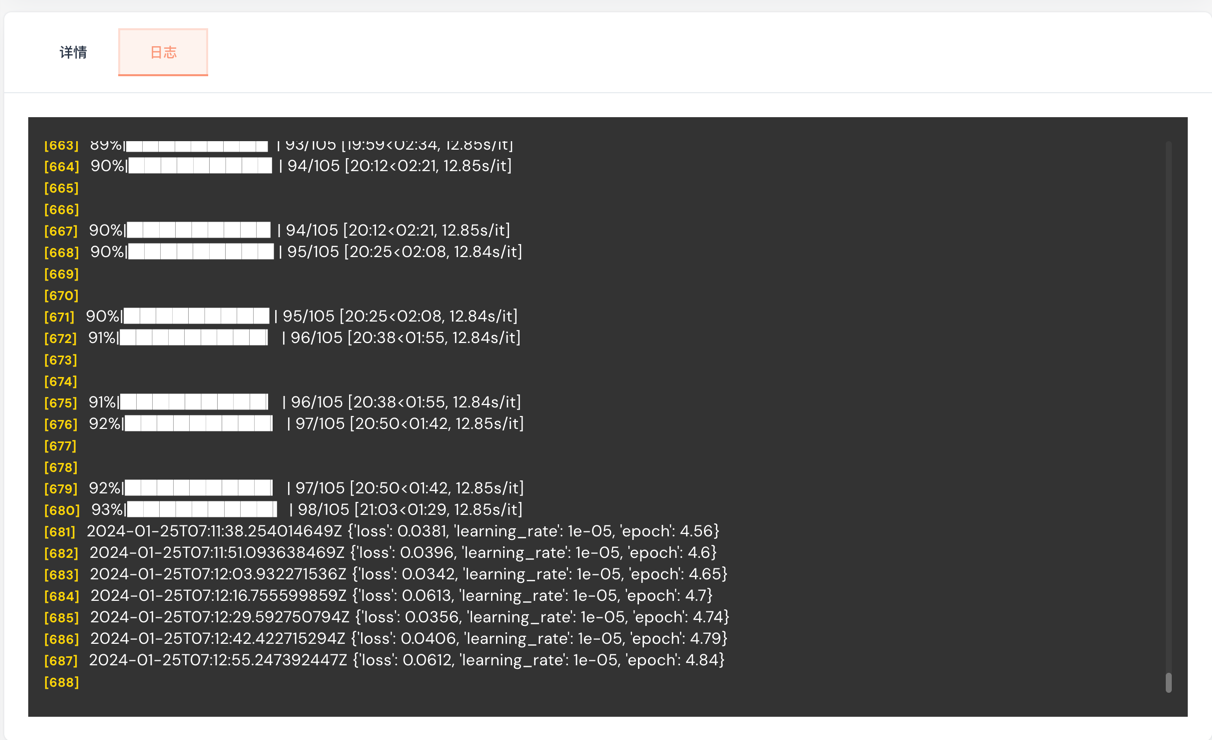 详情
日志
[663] 89%|████████████ | 93/105 [19:59<02:34, 12.85s/it]
[664] 90%|████████████ | 94/105 [20:12<02:21, 12.85s/it]
[665]
[666]
[667] 90%|████████████ | 94/105 [20:12<02:21, 12.85s/it]
[668] 90%|████████████ | 95/105 [20:25<02:08, 12.84s/it]
[669]
[670]
[671] 90%|████████████ | 95/105 [20:25<02:08, 12.84s/it]
[672] 91%|████████████ | 96/105 [20:38<01:55, 12.84s/it]
[673]
[674]
[675] 91%|████████████ | 96/105 [20:38<01:55, 12.84s/it]
[676] 92%|████████████ | 97/105 [20:50<01:42, 12.85s/it]
[677]
[678]
[679] 92%|████████████ | 97/105 [20:50<01:42, 12.85s/it]
[680] 93%|████████████ | 98/105 [21:03<01:29, 12.85s/it]
[681] 2024-01-25T07:11:38.254014649Z {'loss': 0.0381, 'learning_rate': 1e-05, 'epoch': 4.56}
[682] 2024-01-25T07:11:51.093638469Z {'loss': 0.0396, 'learning_rate': 1e-05, 'epoch': 4.6}
[683] 2024-01-25T07:12:03.932271536Z {'loss': 0.0342, 'learning_rate': 1e-05, 'epoch': 4.65}
[684] 2024-01-25T07:12:16.755599859Z {'loss': 0.0613, 'learning_rate': 1e-05, 'epoch': 4.7}
[685] 2024-01-25T07:12:29.592750794Z {'loss': 0.0356, 'learning_rate': 1e-05, 'epoch': 4.74}
[686] 2024-01-25T07:12:42.422715294Z {'loss': 0.0406, 'learning_rate': 1e-05, 'epoch': 4.79}
[687] 2024-01-25T07:12:55.247392447Z {'loss': 0.0612, 'learning_rate': 1e-05, 'epoch': 4.84}
[688]